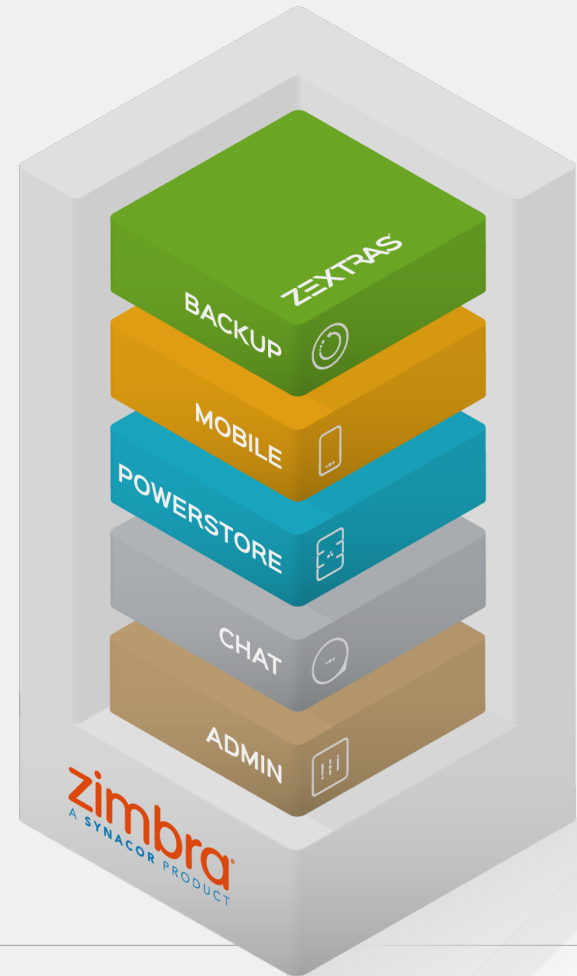 ZEXTRAS
BACKUP
MOBILE
POWERSTORE
CHAT
ADMIN
zimbra
A SYNACOR PRODUCT